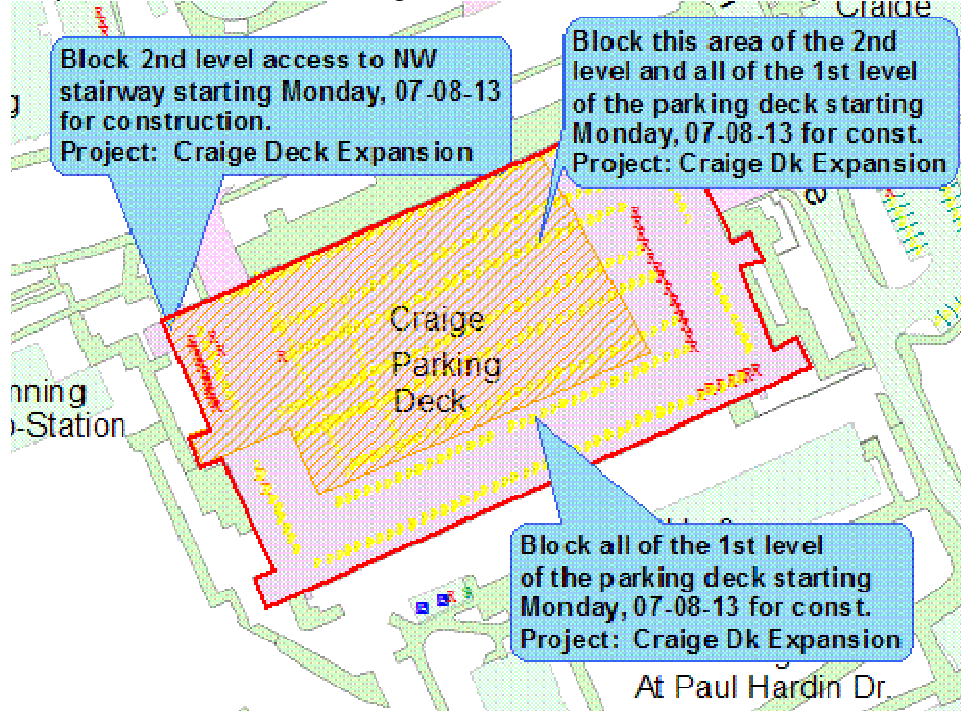 Craige
Block 2nd level access to NW
stairway starting Monday, 07-08-13
for construction.
Project: Craige Deck Expansion
Block this area of the 2nd
level and all of the 1st level
of the parking deck starting
Monday, 07-08-13 for const.
Project: Craige Dk Expansion
Craige
Parking
Deck
nning
o-Station
Block all of the 1st level
of the parking deck starting
Monday, 07-08-13 for const.
Project: Craige Dk Expansion
At Paul Hardin Dr.